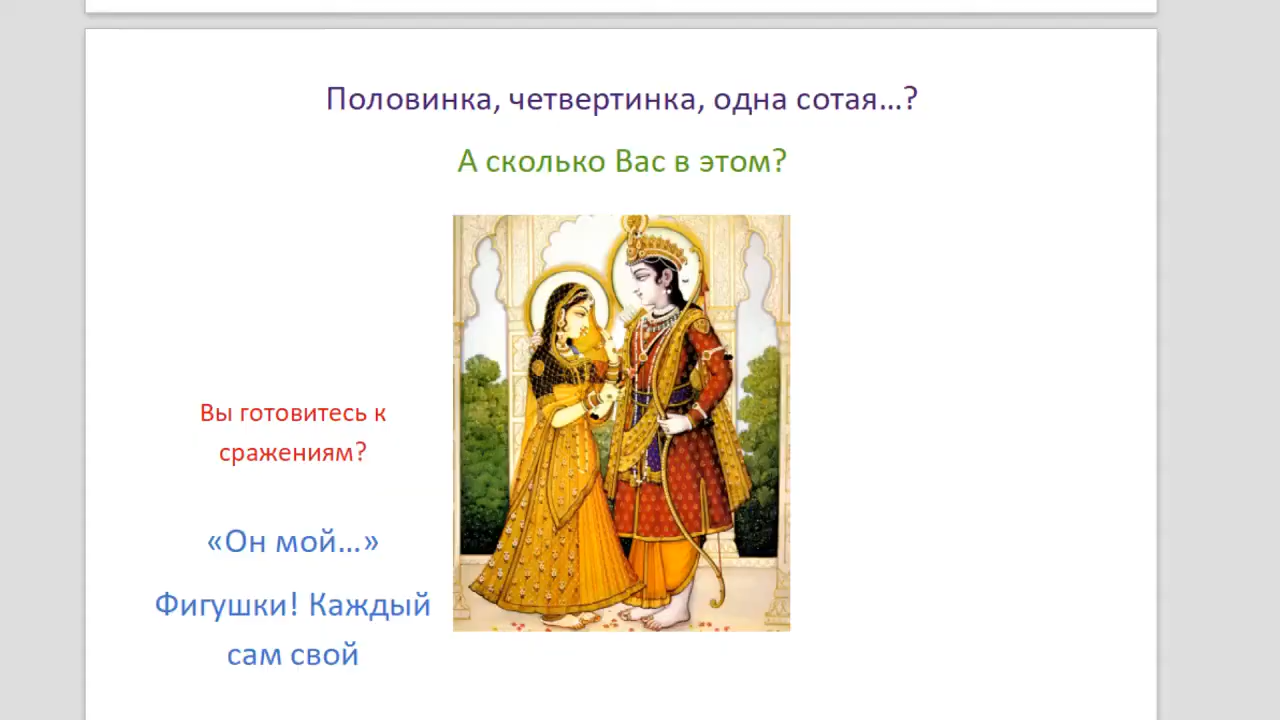 Половинка, четвертинка, одна сотая…?
А сколько Вас в этом?
Вы готовитесь к
сражениям?
«Он мой…»
Фигушки! Каждый
сам свой